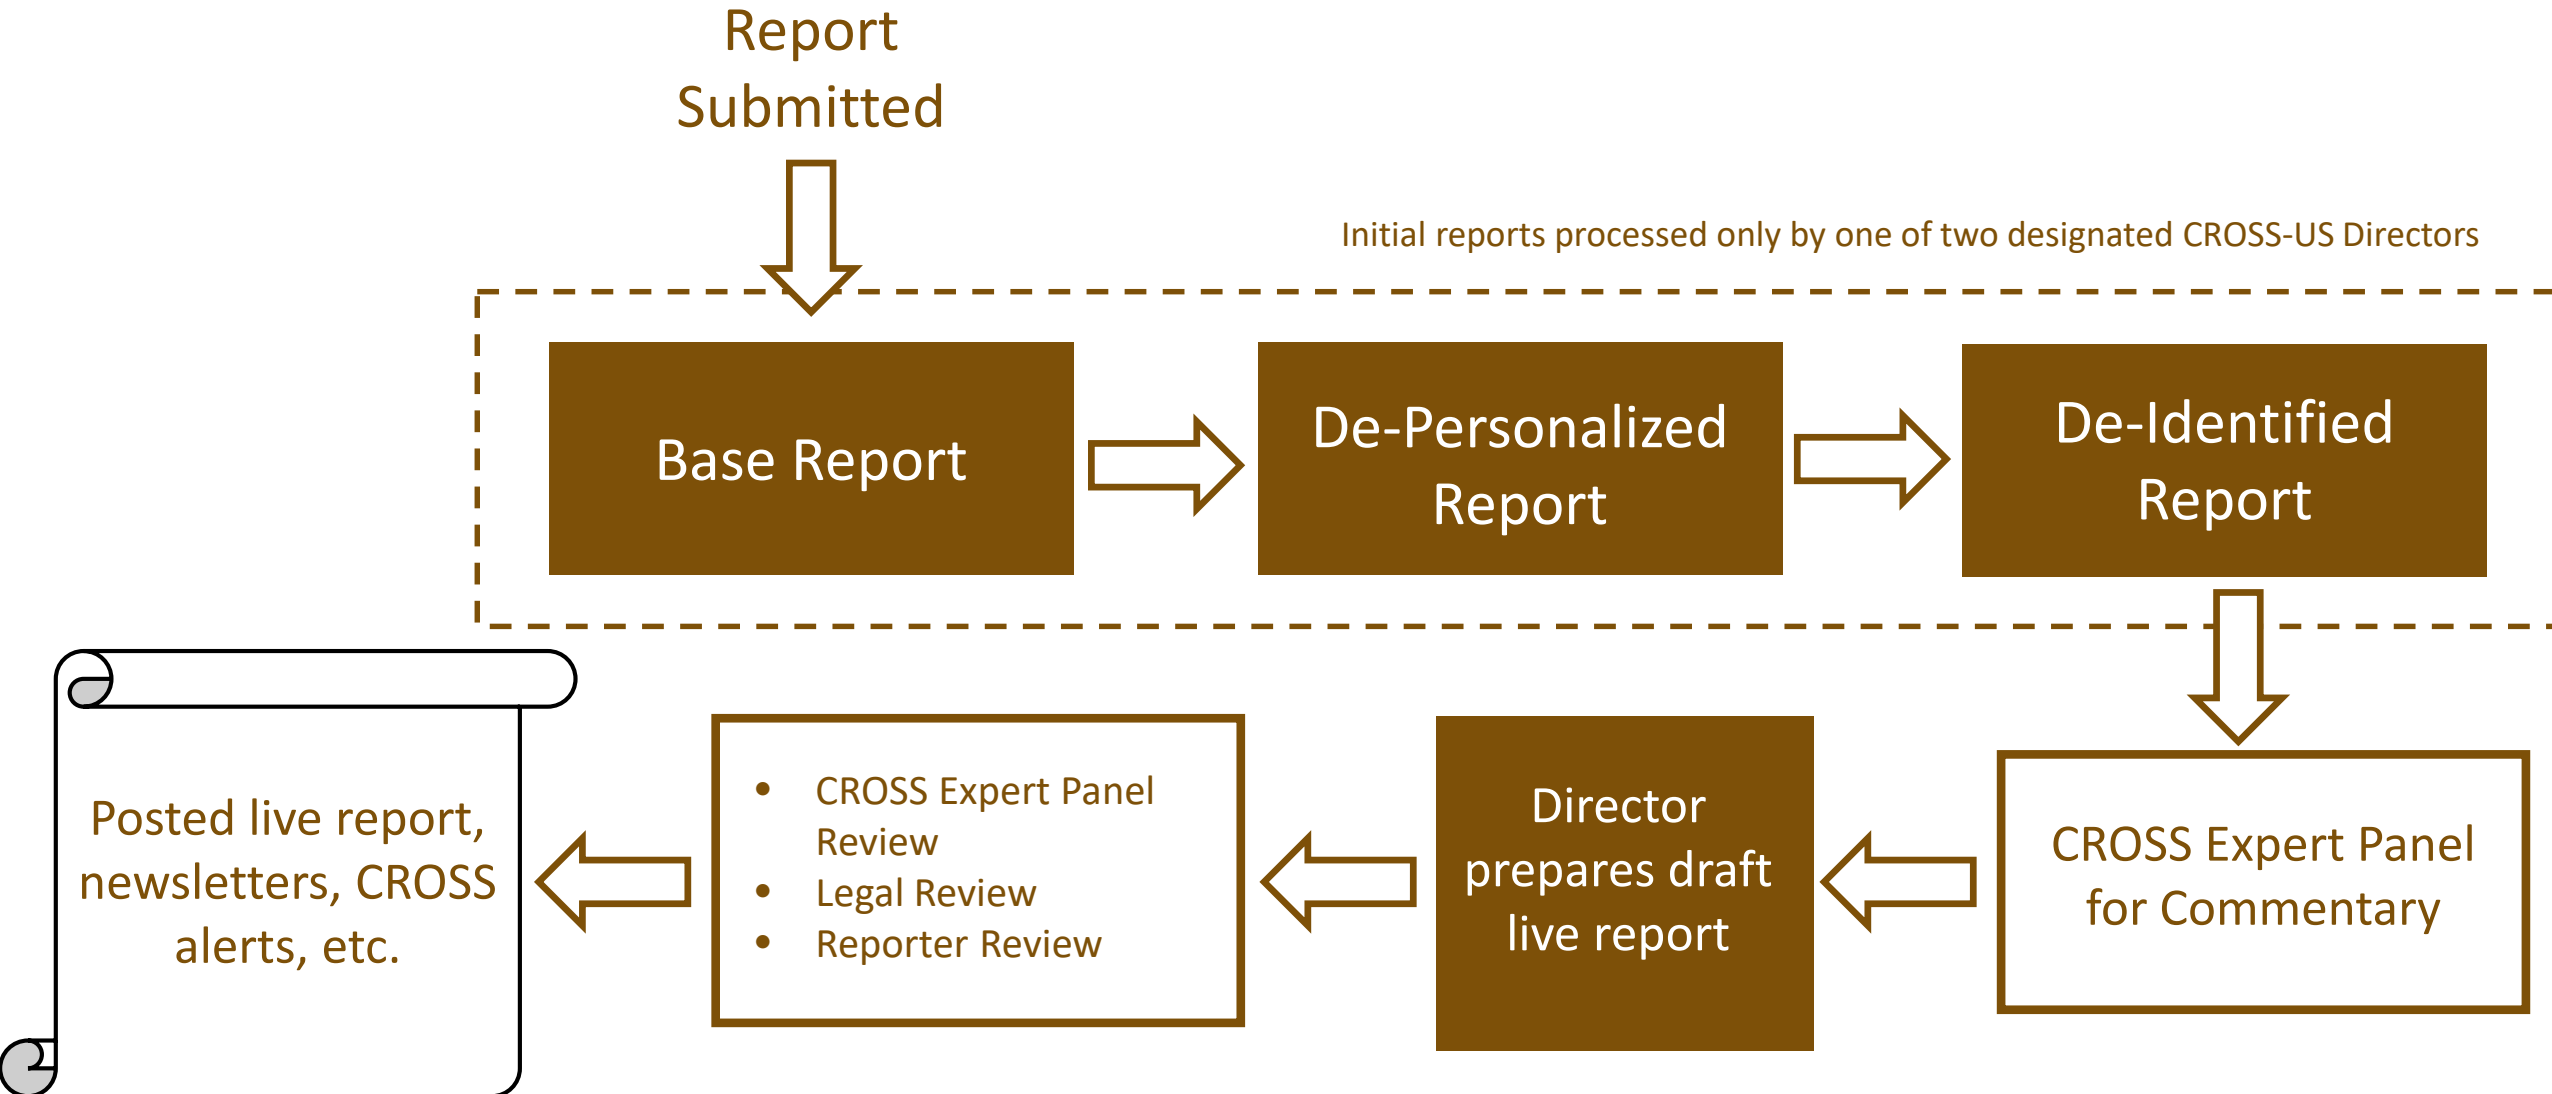 Report
Submitted
Initial reports processed only by one of two designated CROSS-US Directors
Base Report
De-Personalized
Report
De-Identified
Report
CROSS Expert Panel
for Commentary
Director
prepares draft
live report
• CROSS Expert Panel
Review
• Legal Review
• Reporter Review
Posted live report,
newsletters, CROSS
alerts, etc.